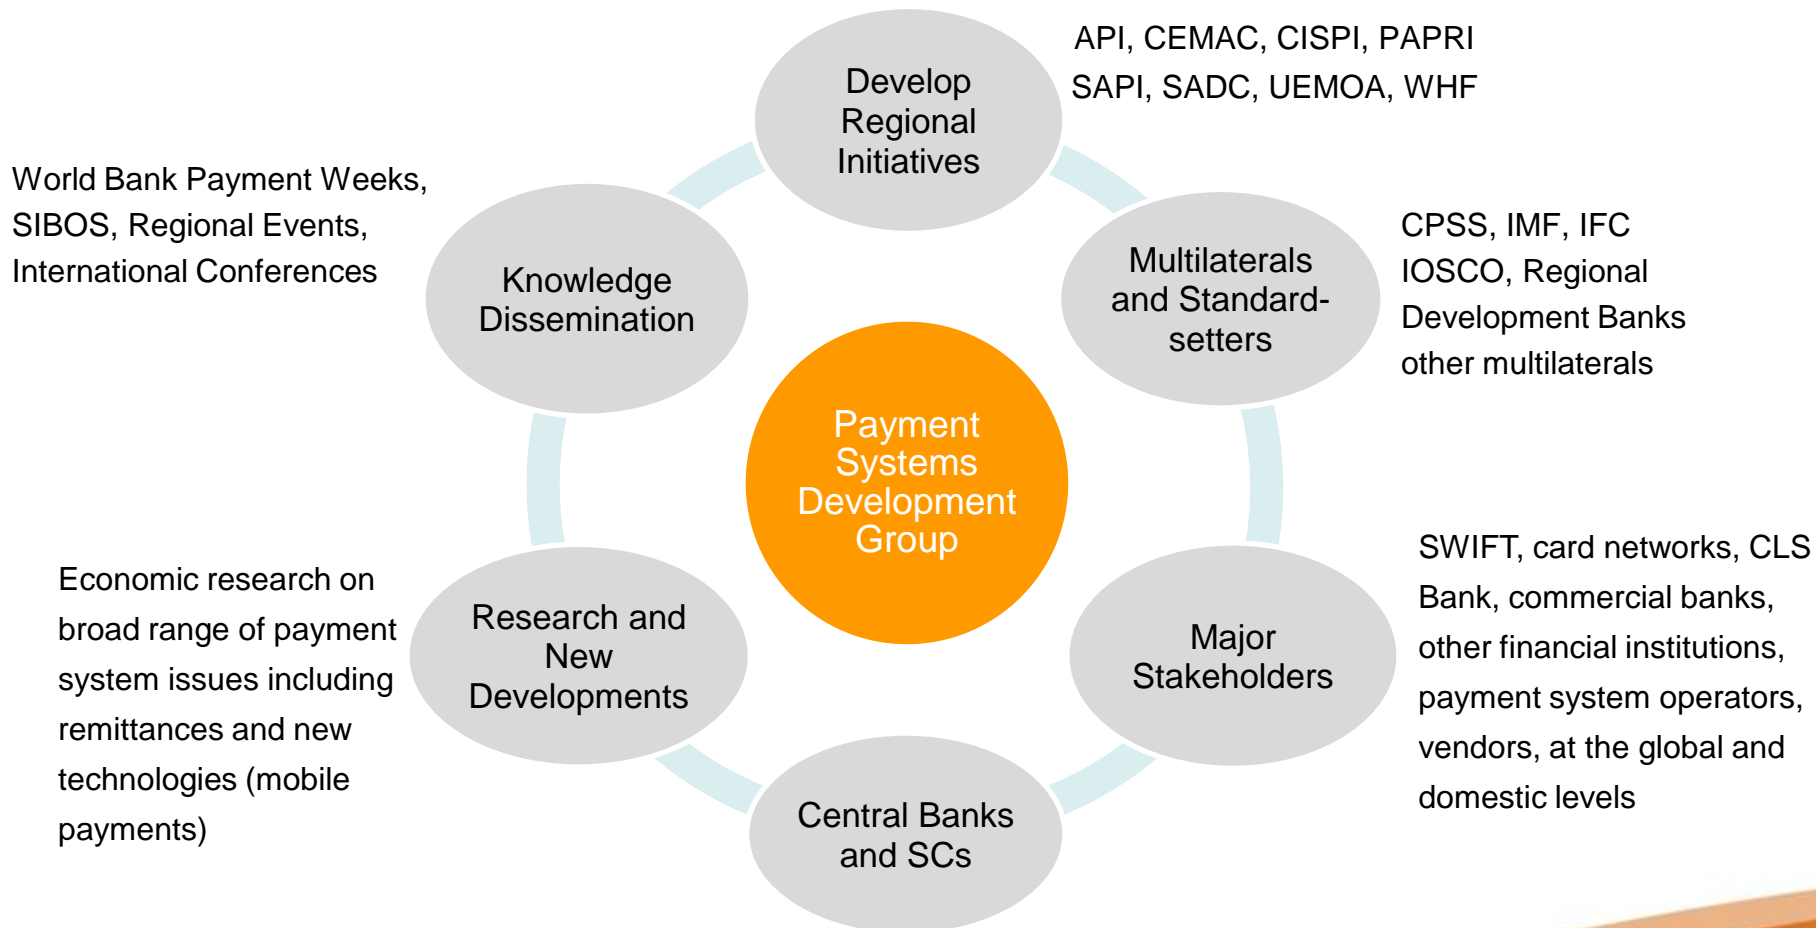 Develop
Regional
Initiatives
API, CEMAC, CISPI, PAPRI
SAPI, SADC, UEMOA, WHF
Multilaterals
and Standard-
setters
CPSS, IMF, IFC
IOSCO, Regional
Development Banks
other multilaterals
Major
Stakeholders
SWIFT, card networks, CLS
Bank, commercial banks,
other financial institutions,
payment system operators,
vendors, at the global and
domestic levels
Central Banks
and SCs
Research and
New
Developments
Economic research on
broad range of payment
system issues including
remittances and new
technologies (mobile
payments)
Knowledge
Dissemination
World Bank Payment Weeks,
SIBOS, Regional Events,
International Conferences
Payment
Systems
Development
Group